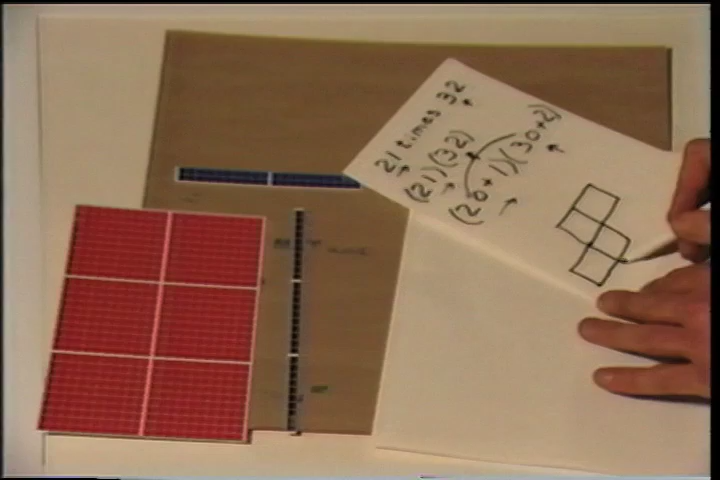 21 times 32
(21)(32)
(20+1)(30+2)